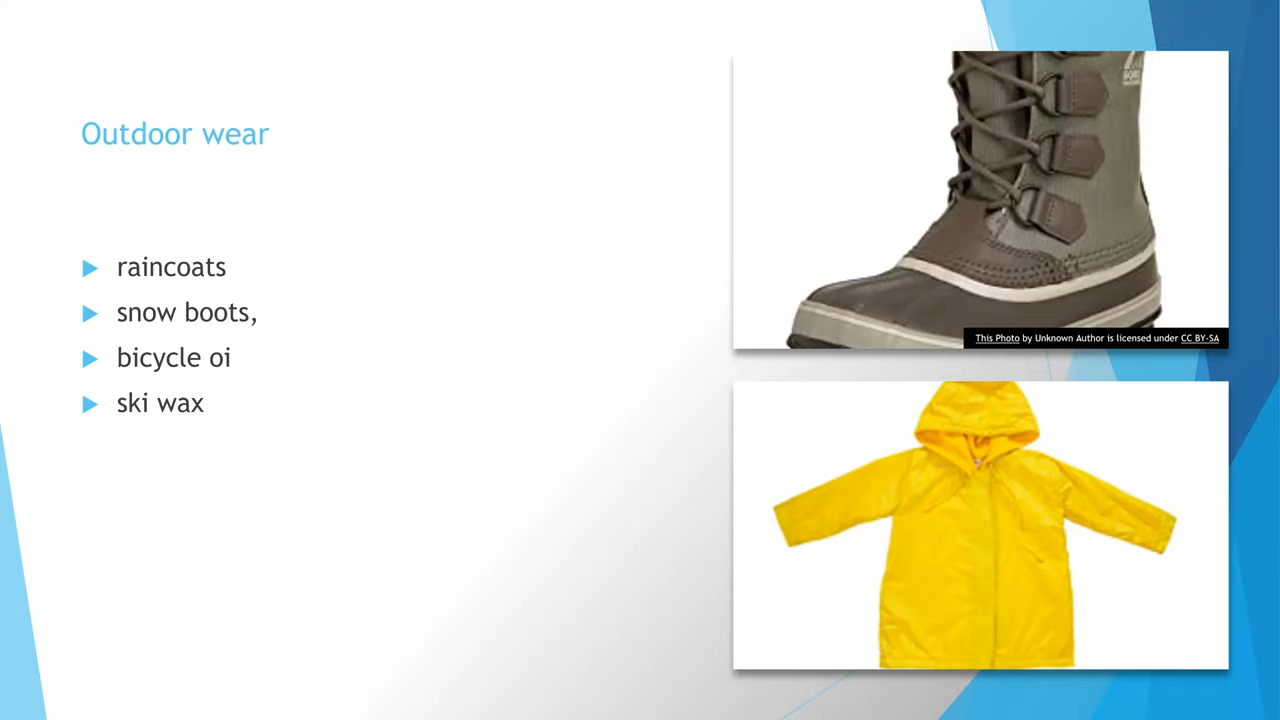 Outdoor wear
raincoats
snow boots,
bicycle oi
ski wax
This Photo by Unknown Author is licensed under CC BY-SA